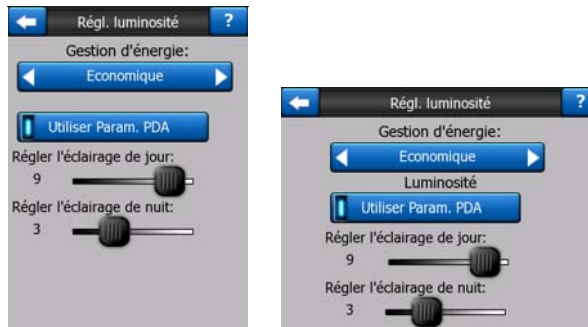 Régl. luminosité
?
Gestion d'énergie:
Economique
Utiliser Param. PDA
Régler l'éclairage de jour:
9
Régler l'éclairage de nuit:
3
Régl. luminosité
?
Gestion d'énergie:
Economique
Luminosité
Utiliser Param. PDA
Régler l'éclairage de jour:
9
Régler l'éclairage de nuit:
3